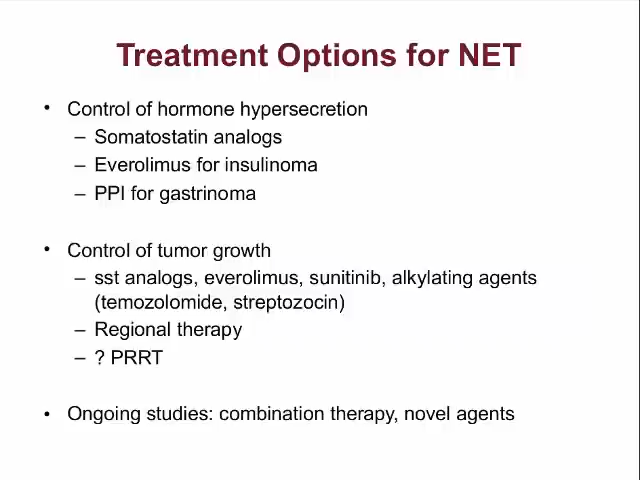 Treatment Options for NET
• Control of hormone hypersecretion
– Somatostatin analogs
– Everolimus for insulinoma
– PPI for gastrinoma
• Control of tumor growth
– sst analogs, everolimus, sunitinib, alkylating agents
(temozolomide, streptozocin)
– Regional therapy
– ? PRRT
• Ongoing studies: combination therapy, novel agents